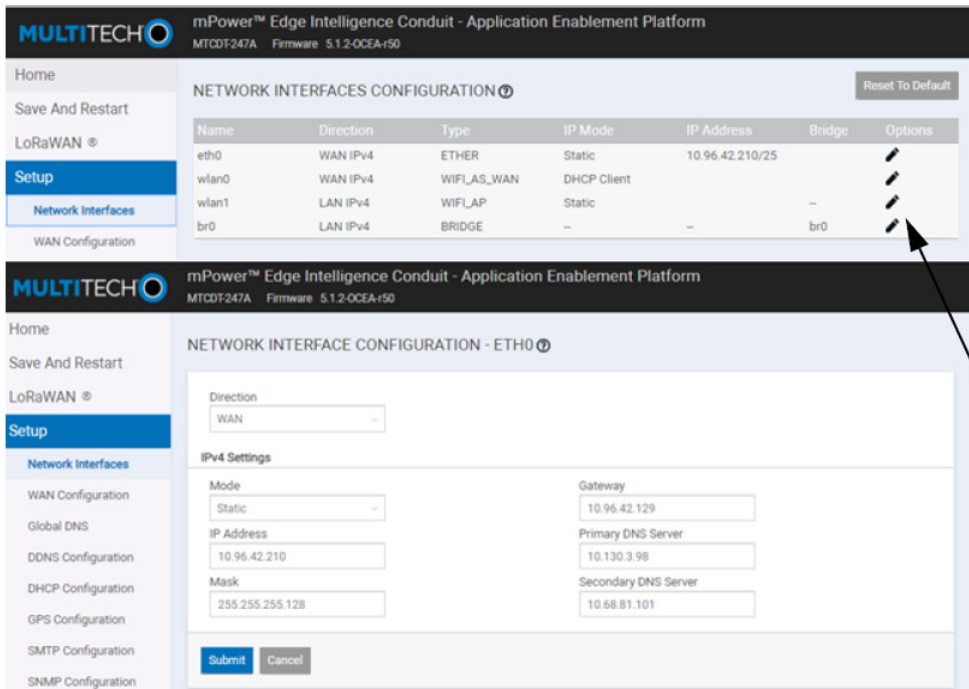 MULTITECH
mPower™ Edge Intelligence Conduit - Application Enablement Platform
MTCDT-247A Firmware 5.1.2-OCEA-r50
Home
Save And Restart
LoRaWAN ®
Setup
Network Interfaces
WAN Configuration
NETWORK INTERFACES CONFIGURATION
Reset To Default
Name Direction Type IP Mode IP Address Bridge Options
eth0 WAN IPv4 ETHER Static 10.96.42.210/25
wlan0 WAN IPv4 WIFI_AS_WAN DHCP Client
wlan1 LAN IPv4 WIFI_AP Static --
br0 LAN IPv4 BRIDGE -- -- br0
MULTITECH
mPower™ Edge Intelligence Conduit - Application Enablement Platform
MTCDT-247A Firmware 5.1.2-OCEA-r50
Home
Save And Restart
LoRaWAN ®
Setup
Network Interfaces
WAN Configuration
Global DNS
DDNS Configuration
DHCP Configuration
GPS Configuration
SMTP Configuration
SNMP Configuration
NETWORK INTERFACE CONFIGURATION - ETH0
Direction
WAN
IPv4 Settings
Mode
Static
IP Address
10.96.42.210
Mask
255.255.255.128
Gateway
10.96.42.129
Primary DNS Server
10.130.3.98
Secondary DNS Server
10.68.81.101
Submit Cancel